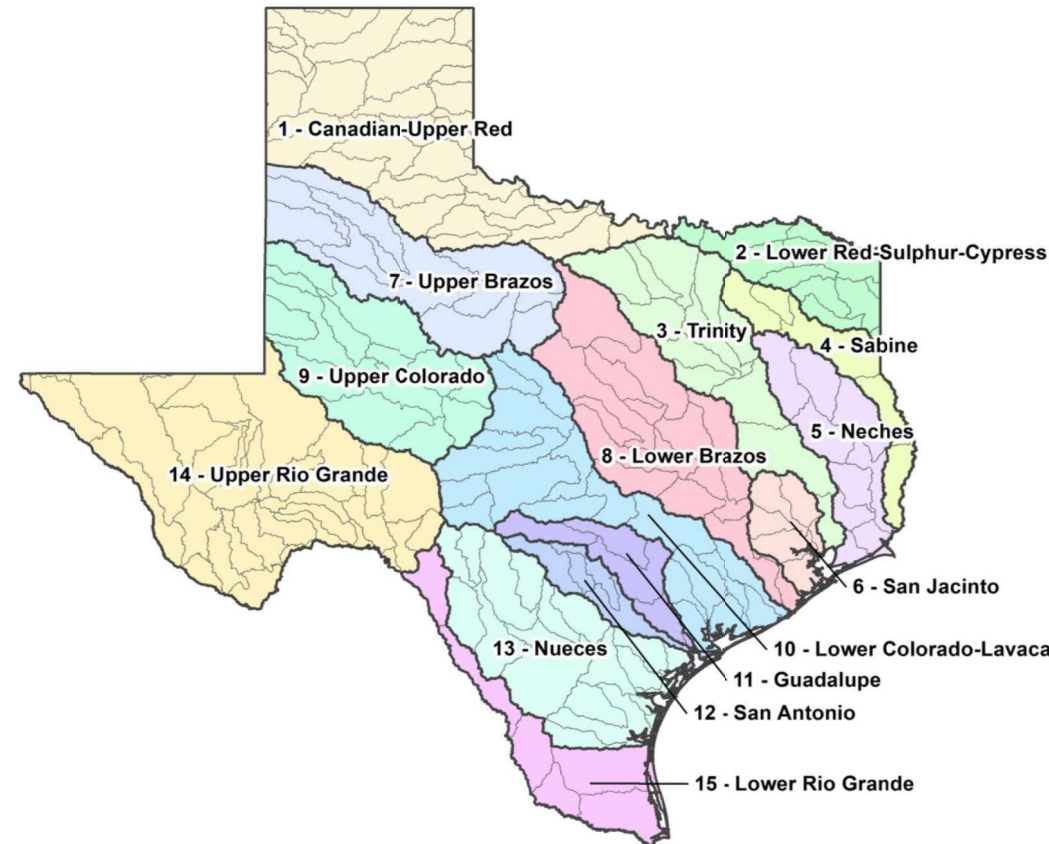 1 - Canadian-Upper Red
2 - Lower Red-Sulphur-Cypress
7 - Upper Brazos
3 - Trinity
4 - Sabine
9 - Upper Colorado
5 - Neches
8 - Lower Brazos
14 - Upper Rio Grande
6 - San Jacinto
13 - Nueces
10 - Lower Colorado-Lavaca
11 - Guadalupe
12 - San Antonio
15 - Lower Rio Grande